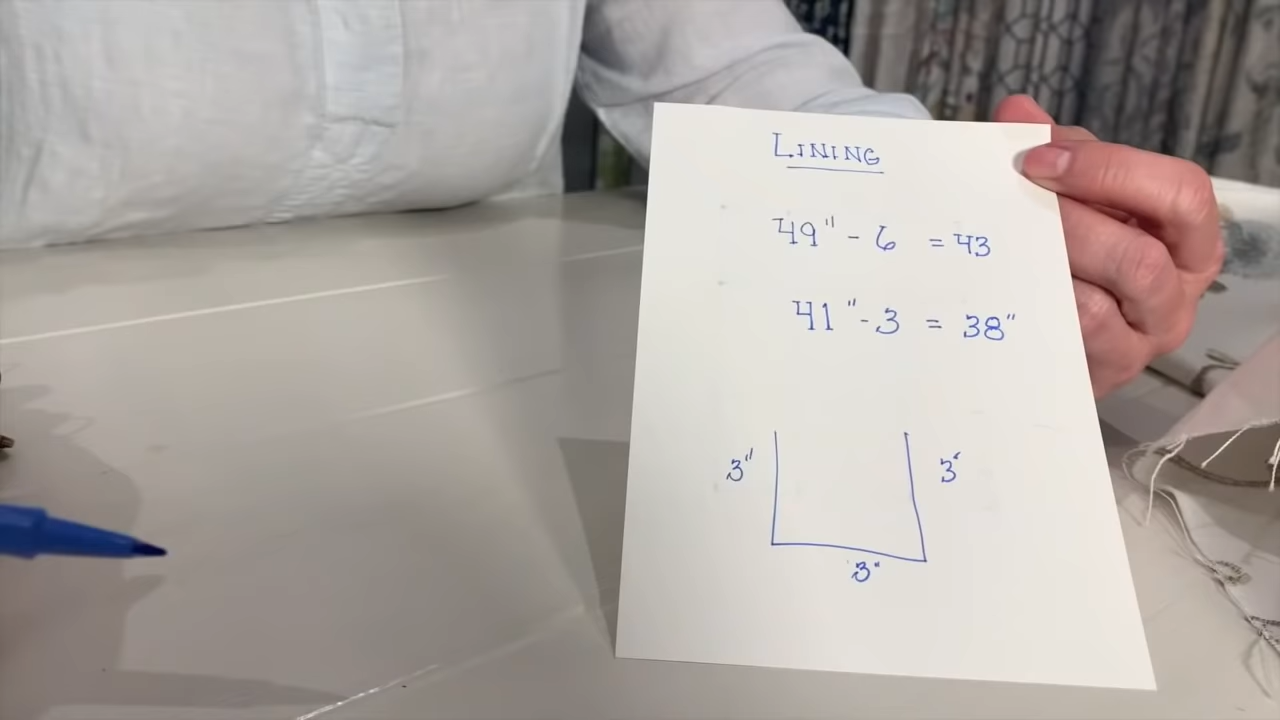 LINING
49" - 6 = 43
41" - 3 = 38"
3" 3"
3"